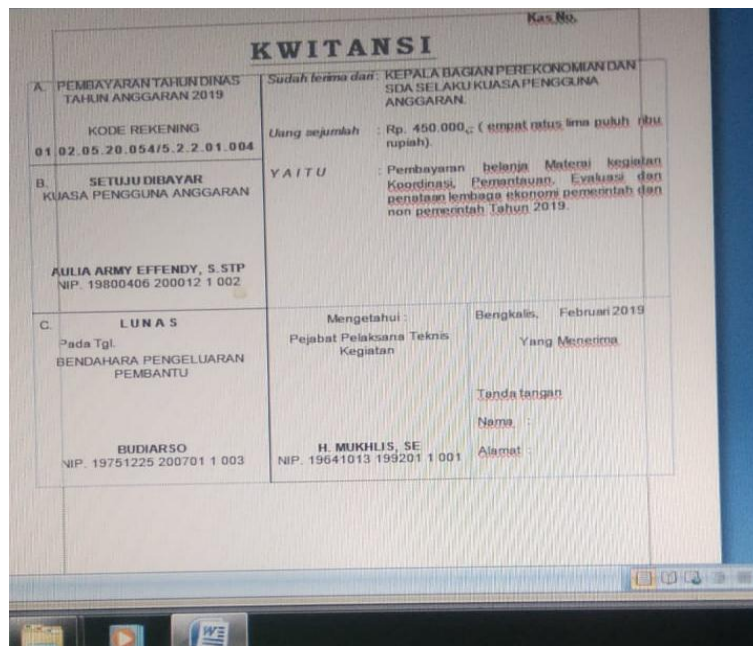 Kas No.
KWITANSI
A. PEMBAYARAN TAHUN DINAS
TAHUN ANGGARAN 2019
KODE REKENING
01.02.05.20.054/5.2.2.01.004
Sudah terima dari : KEPALA BAGIAN PEREKONOMIAN DAN
SDA SELAKU KUASA PENGGUNA
ANGGARAN.
Uang sejumlah : Rp. 450.000,; ( empat ratus lima puluh ribu
rupiah).
B. SETUJU DIBAYAR
KUASA PENGGUNA ANGGARAN
AULIA ARMY EFFENDY, S.STP
NIP. 19800406 200012 1 002
YAITU : Pembayaran belanja Materai kegiatan
Koordinasi, Pemantauan, Evaluasi dan
penataan lembaga ekonomi pemerintah dan
non pemerintah Tahun 2019.
C. LUNAS
Pada Tgl.
BENDAHARA PENGELUARAN
PEMBANTU
BUDIARSO
NIP. 19751225 200701 1 003
Mengetahui :
Pejabat Pelaksana Teknis
Kegiatan
H. MUKHLIS, SE
NIP. 19641013 199201 1 001
Bengkalis, Februari 2019
Yang Menerima
Tanda tangan
Nama :
Alamat :
W